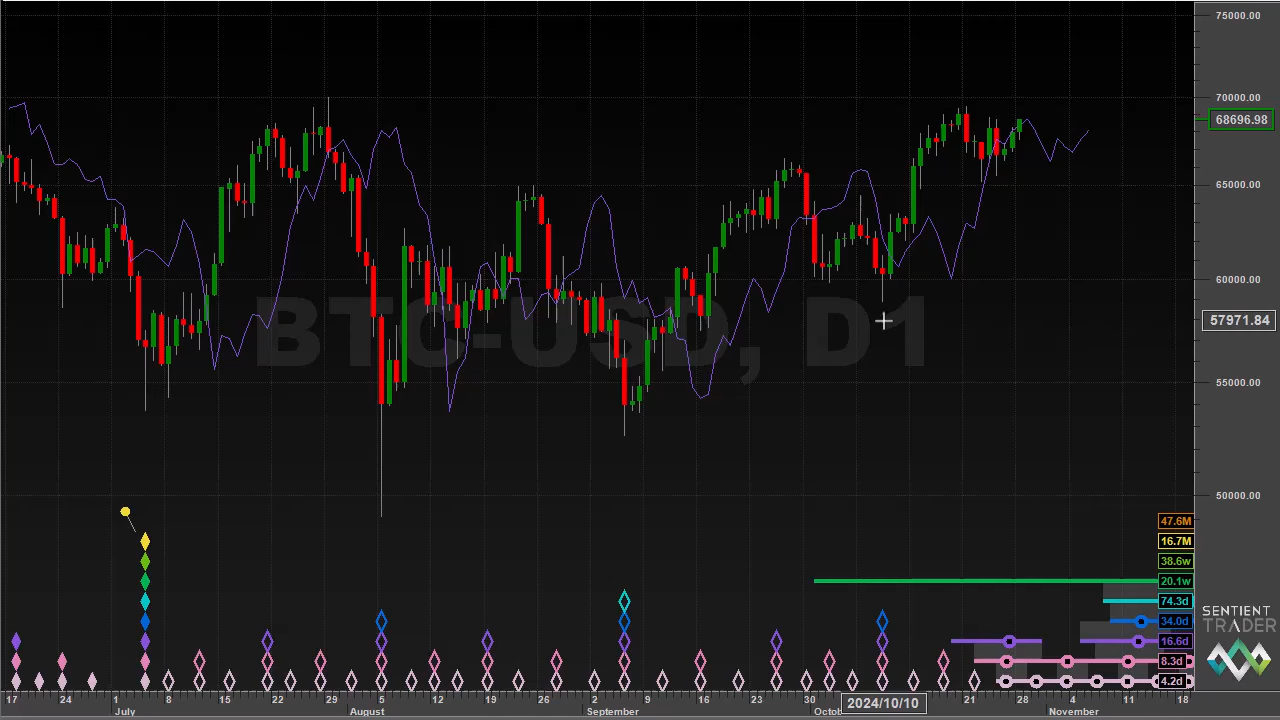 75000.00
70000.00
68696.98
65000.00
60000.00
57971.84
55000.00
50000.00
BTC-USD, D1
47.6M
16.7M
38.6w
20.1w
74.3d
34.0d
16.6d
8.3d
4.2d
SENTIENT
TRADER
17 24 1 8 15 22 29 5 12 19 26 2 9 16 23 30 2024/10/10 21 28 4 11 18
July August September Octob November